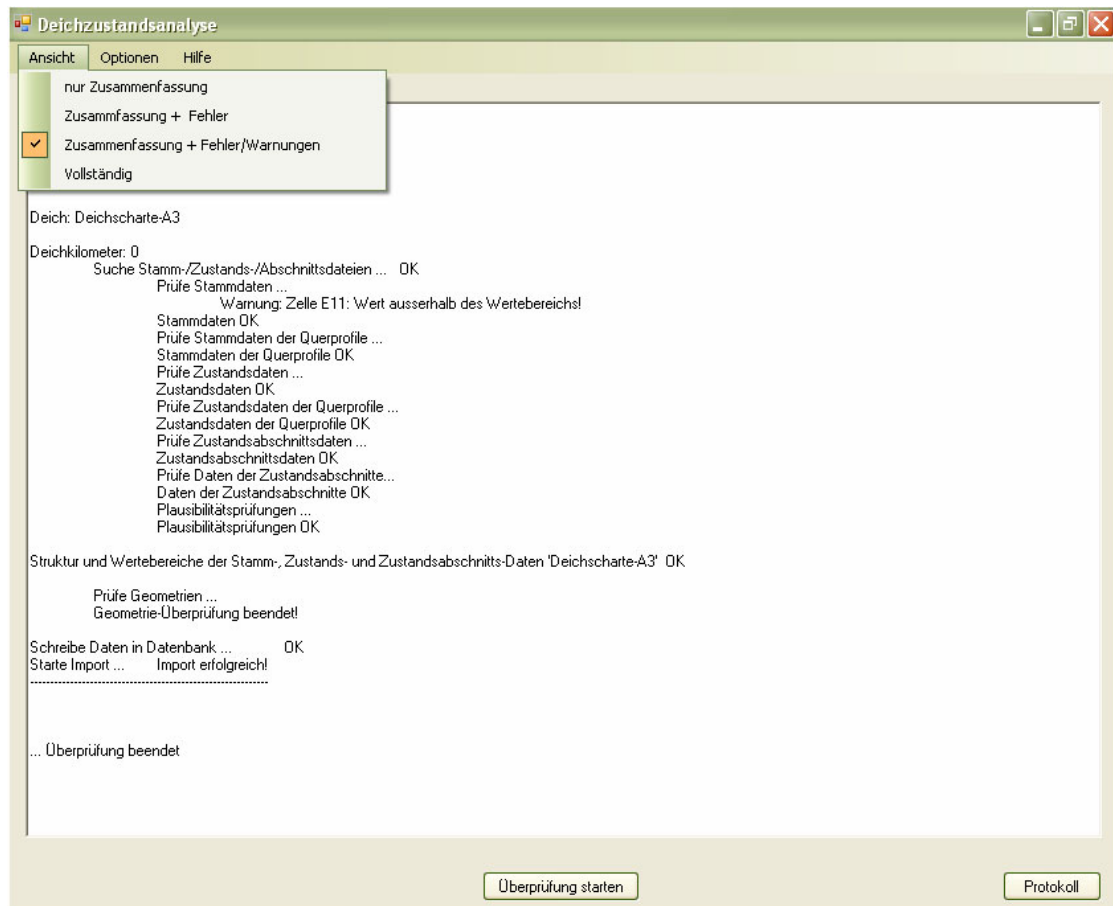 Deichzustandsanalyse
Ansicht Optionen Hilfe
nur Zusammenfassung
Zusammfassung + Fehler
Zusammenfassung + Fehler/Warnungen
Vollständig
Deich: Deichscharte-A3
Deichkilometer: 0
Suche Stamm-/Zustands-/Abschnittsdateien ... OK
Prüfe Stammdaten ...
Warnung: Zelle E11: Wert ausserhalb des Wertebereichs!
Stammdaten OK
Prüfe Stammdaten der Querprofile ...
Stammdaten der Querprofile OK
Prüfe Zustandsdaten ...
Zustandsdaten OK
Prüfe Zustandsdaten der Querprofile ...
Zustandsdaten der Querprofile OK
Prüfe Zustandsabschnittsdaten ...
Zustandsabschnittsdaten OK
Prüfe Daten der Zustandsabschnitte...
Daten der Zustandsabschnitte OK
Plausibilitätsprüfungen ...
Plausibilitätsprüfungen OK
Struktur und Wertebereiche der Stamm-, Zustands- und Zustandsabschnitts-Daten 'Deichscharte-A3' OK
Prüfe Geometrien ...
Geometrie-Überprüfung beendet!
Schreibe Daten in Datenbank ... OK
Starte Import ... Import erfolgreich!
------------------------------------------------------------
... Überprüfung beendet
Überprüfung starten
Protokoll